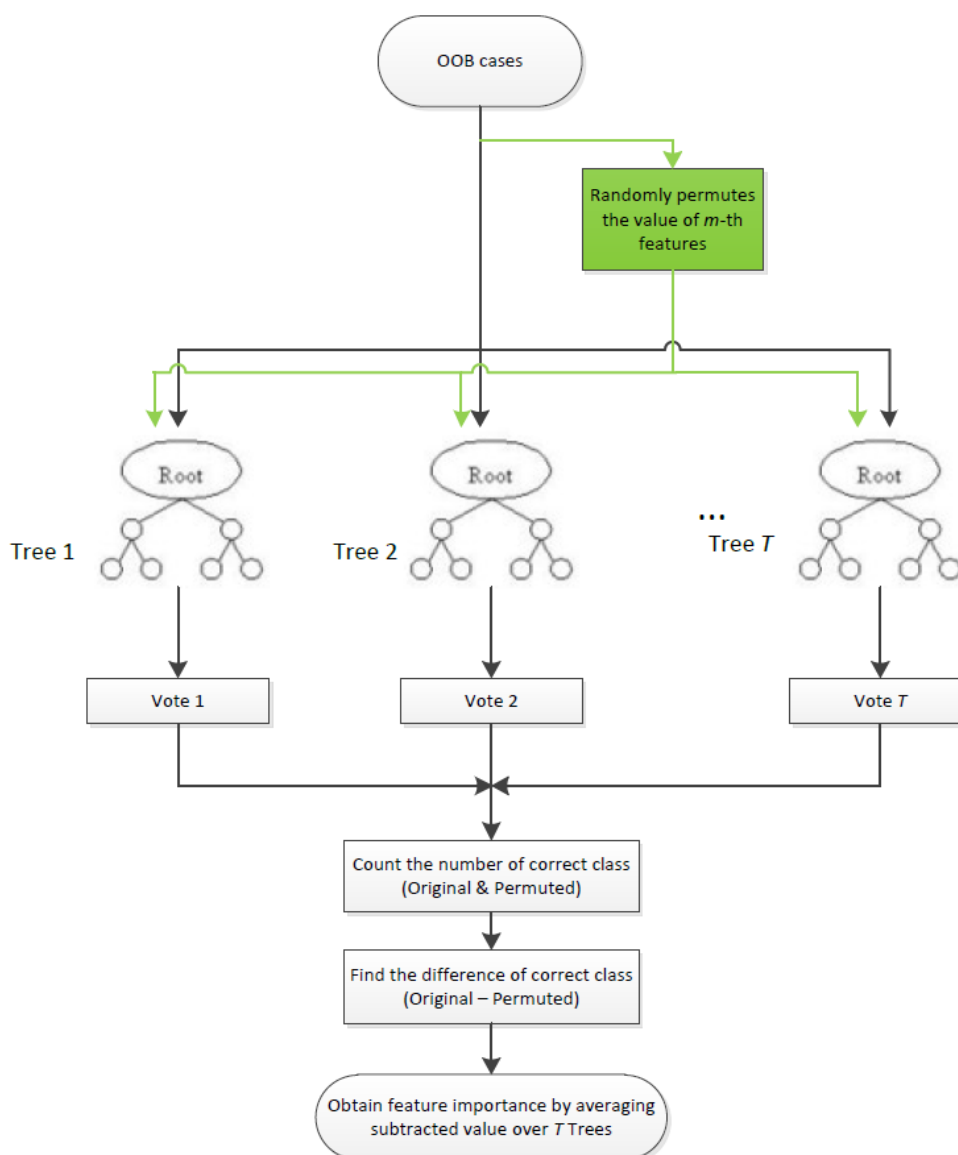 OOB cases
Randomly permutes
the value of m-th
features
Root
Root
Root
Tree 1
Tree 2
...
Tree T
Vote 1
Vote 2
Vote T
Count the number of correct class
(Original & Permuted)
Find the difference of correct class
(Original – Permuted)
Obtain feature importance by averaging
subtracted value over T Trees